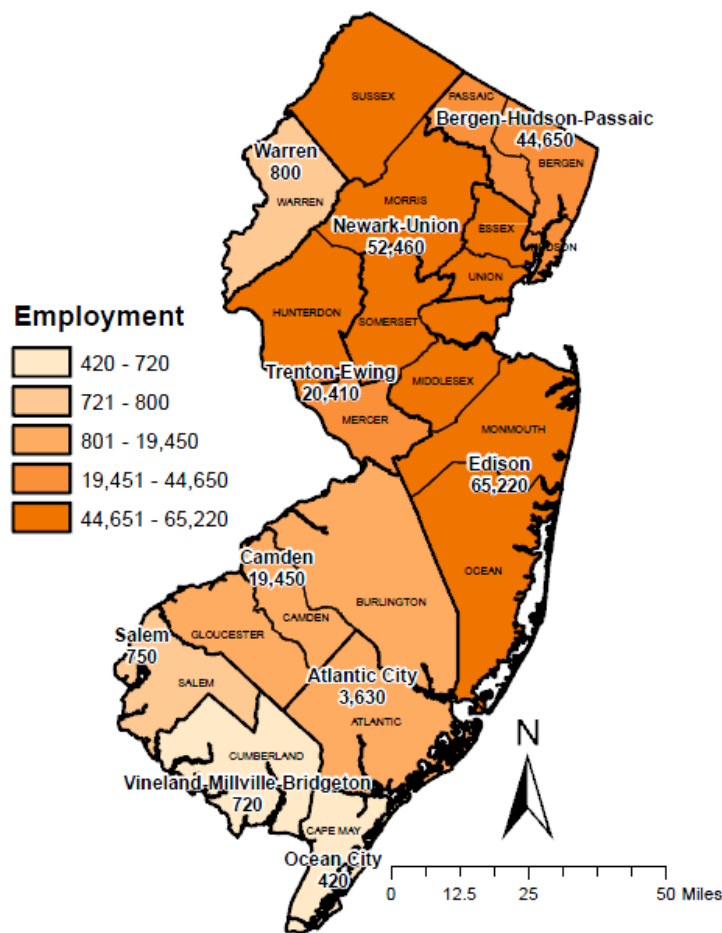 SUSSEX
PASSAIC
Bergen-Hudson-Passaic
44,650
BERGEN
Warren
800
WARREN
MORRIS
ESSEX
Newark-Union
52,460
HUDSON
UNION
Employment
420 - 720
721 - 800
801 - 19,450
19,451 - 44,650
44,651 - 65,220
HUNTERDON
SOMERSET
Trenton-Ewing
20,410
MIDDLESEX
MERCER
MONMOUTH
Edison
65,220
OCEAN
Camden
19,450
BURLINGTON
CAMDEN
GLOUCESTER
Salem
750
SALEM
Atlantic City
3,630
ATLANTIC
CUMBERLAND
Vineland-Millville-Bridgeton
720
CAPE MAY
Ocean City
420
N
0 12.5 25 50 Miles